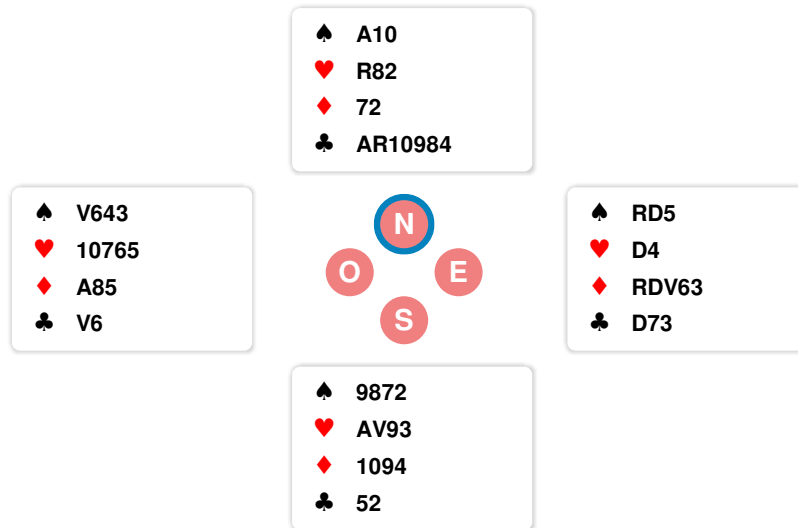 ♠ A10
♥ R82
♦ 72
♣ AR10984
♠ V643
♥ 10765
♦ A85
♣ V6
N
O E
S
♠ RD5
♥ D4
♦ RDV63
♣ D73
♠ 9872
♥ AV93
♦ 1094
♣ 52